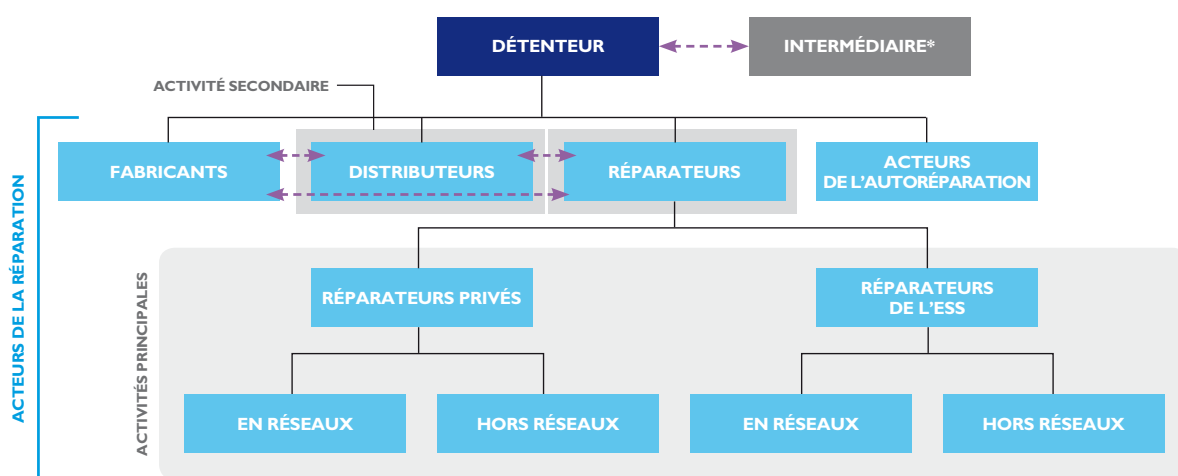 DÉTENTEUR
INTERMÉDIAIRE*
ACTIVITÉ SECONDAIRE
ACTEURS DE LA RÉPARATION
FABRICANTS
DISTRIBUTEURS
RÉPARATEURS
ACTEURS
DE L'AUTORÉPARATION
ACTIVITÉS PRINCIPALES
RÉPARATEURS PRIVÉS
RÉPARATEURS
DE L'ESS
EN RÉSEAUX
HORS RÉSEAUX
EN RÉSEAUX
HORS RÉSEAUX